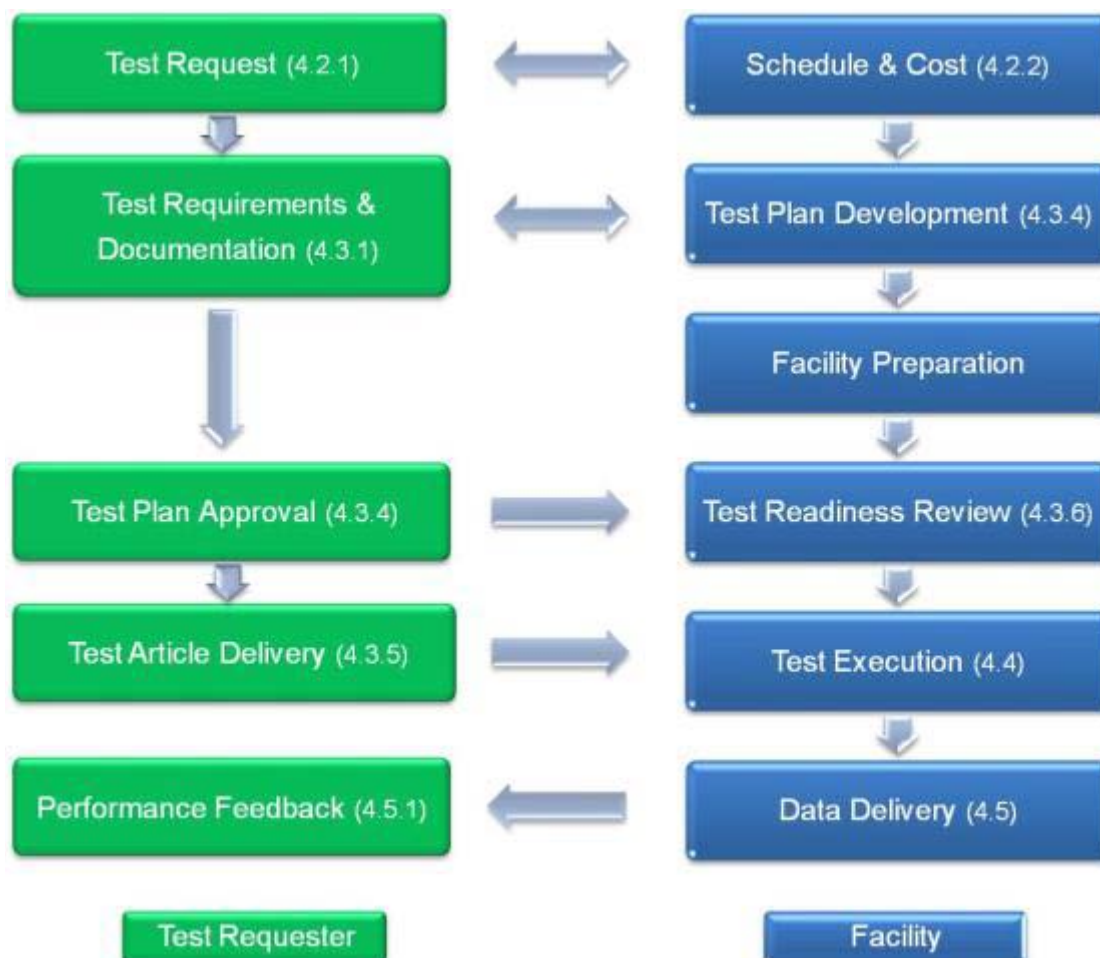 Test Request (4.2.1)
Schedule & Cost (4.2.2)
Test Requirements &
Documentation (4.3.1)
Test Plan Development (4.3.4)
Facility Preparation
Test Plan Approval (4.3.4)
Test Readiness Review (4.3.6)
Test Article Delivery (4.3.5)
Test Execution (4.4)
Performance Feedback (4.5.1)
Data Delivery (4.5)
Test Requester
Facility